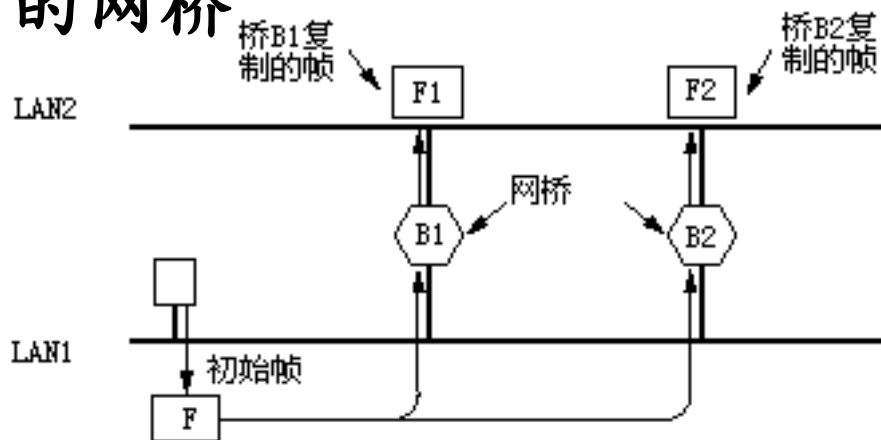 的网桥
桥B1复
制的帧
桥B2复
制的帧
F1
F2
LAN2
网桥
B1
B2
LAN1
初始帧
F